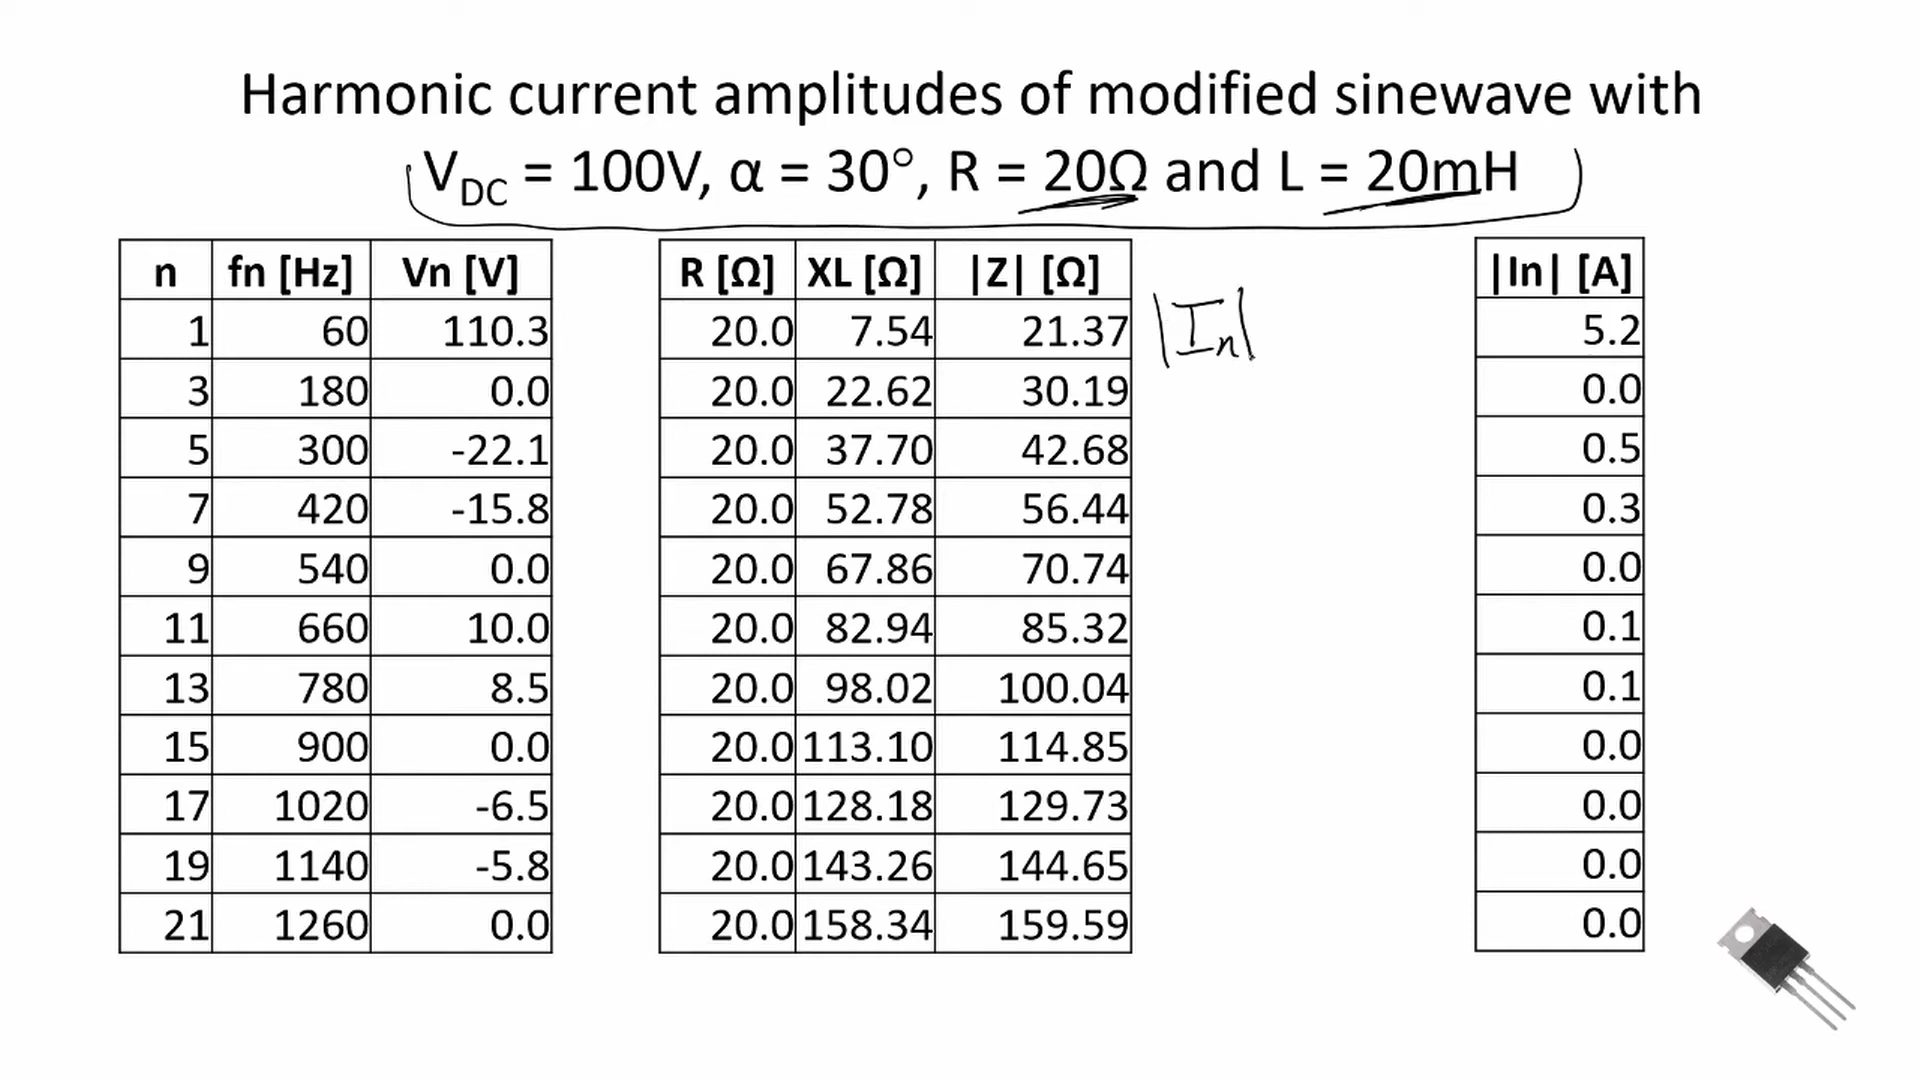 Harmonic current amplitudes of modified sinewave with
V_DC = 100V, α = 30°, R = 20Ω and L = 20mH
n fn [Hz] Vn [V] R [Ω] XL [Ω] |Z| [Ω] |In| [A]
1 60 110.3 20.0 7.54 21.37 |In| 5.2
3 180 0.0 20.0 22.62 30.19 0.0
5 300 -22.1 20.0 37.70 42.68 0.5
7 420 -15.8 20.0 52.78 56.44 0.3
9 540 0.0 20.0 67.86 70.74 0.0
11 660 10.0 20.0 82.94 85.32 0.1
13 780 8.5 20.0 98.02 100.04 0.1
15 900 0.0 20.0 113.10 114.85 0.0
17 1020 -6.5 20.0 128.18 129.73 0.0
19 1140 -5.8 20.0 143.26 144.65 0.0
21 1260 0.0 20.0 158.34 159.59 0.0